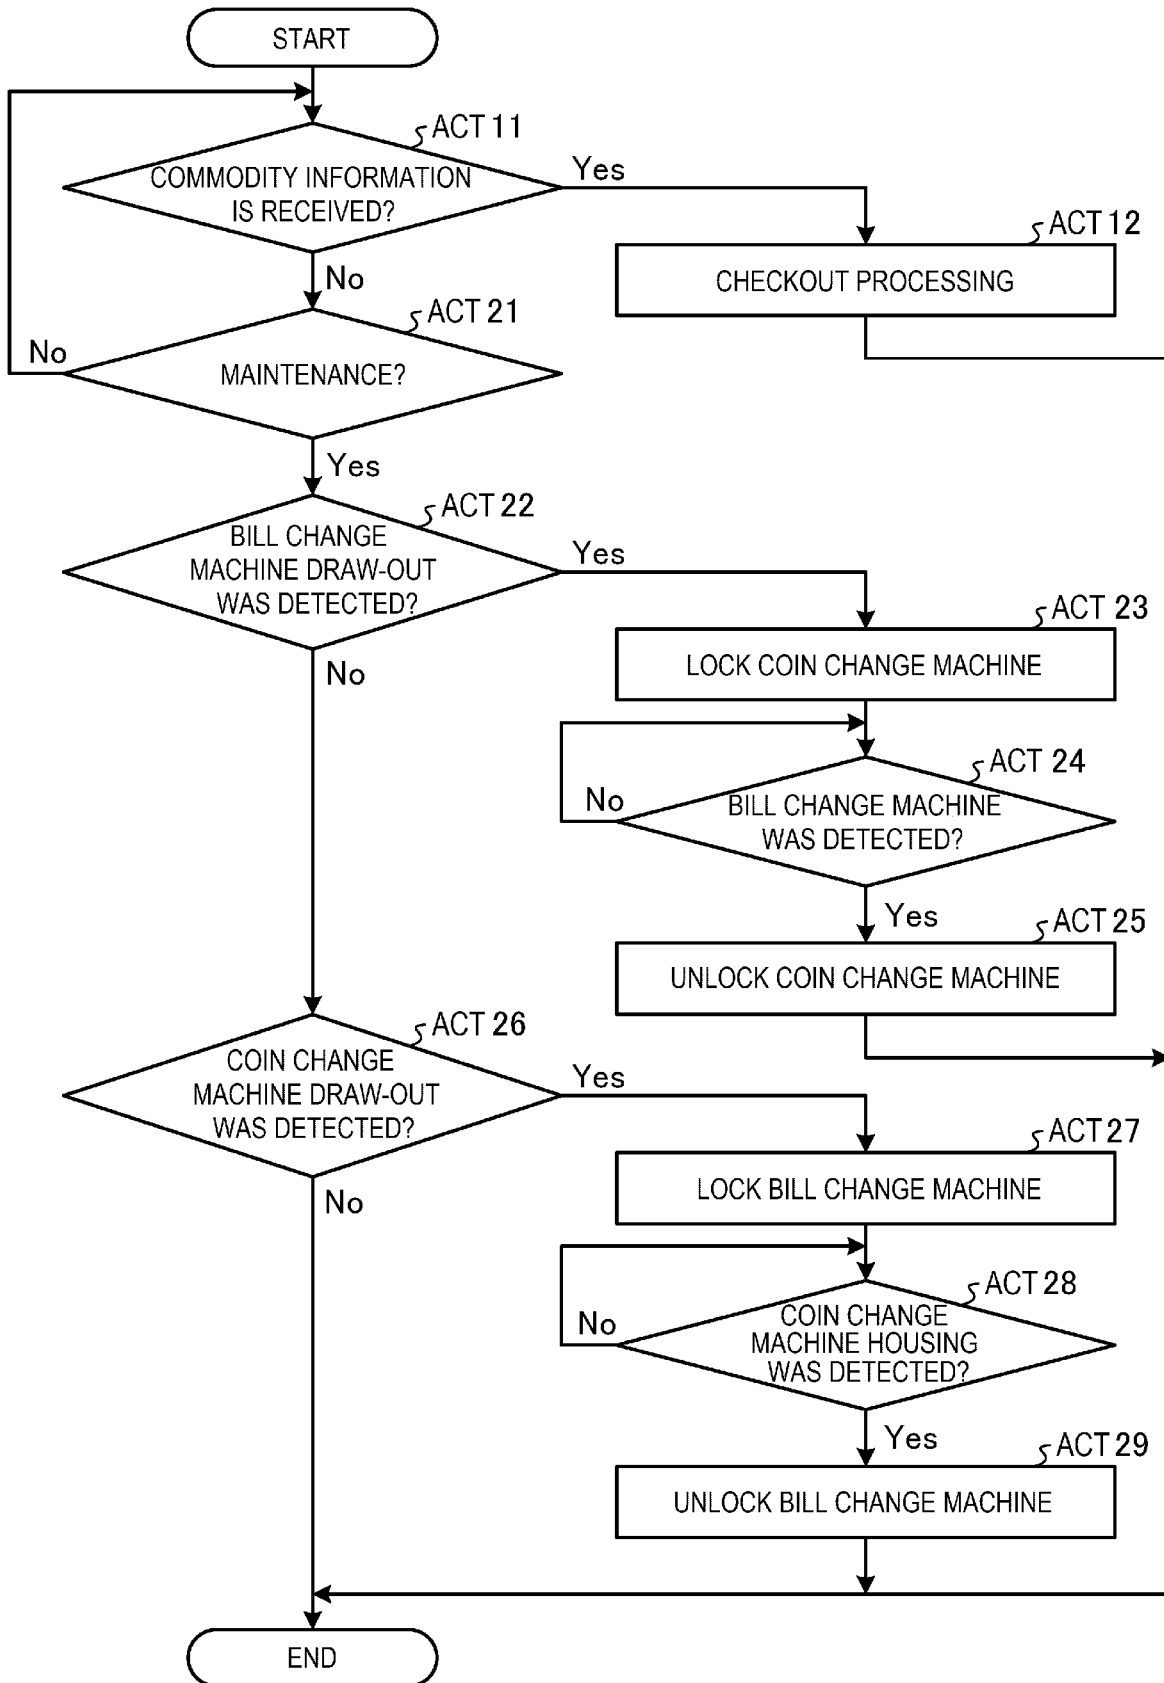 START
ACT 11
COMMODITY INFORMATION
IS RECEIVED?
Yes
No
ACT 12
CHECKOUT PROCESSING
ACT 21
MAINTENANCE?
No
Yes
ACT 22
BILL CHANGE
MACHINE DRAW-OUT
WAS DETECTED?
Yes
No
ACT 23
LOCK COIN CHANGE MACHINE
ACT 24
BILL CHANGE MACHINE
WAS DETECTED?
No
Yes
ACT 25
UNLOCK COIN CHANGE MACHINE
ACT 26
COIN CHANGE
MACHINE DRAW-OUT
WAS DETECTED?
Yes
No
ACT 27
LOCK BILL CHANGE MACHINE
ACT 28
COIN CHANGE
MACHINE HOUSING
WAS DETECTED?
No
Yes
ACT 29
UNLOCK BILL CHANGE MACHINE
END